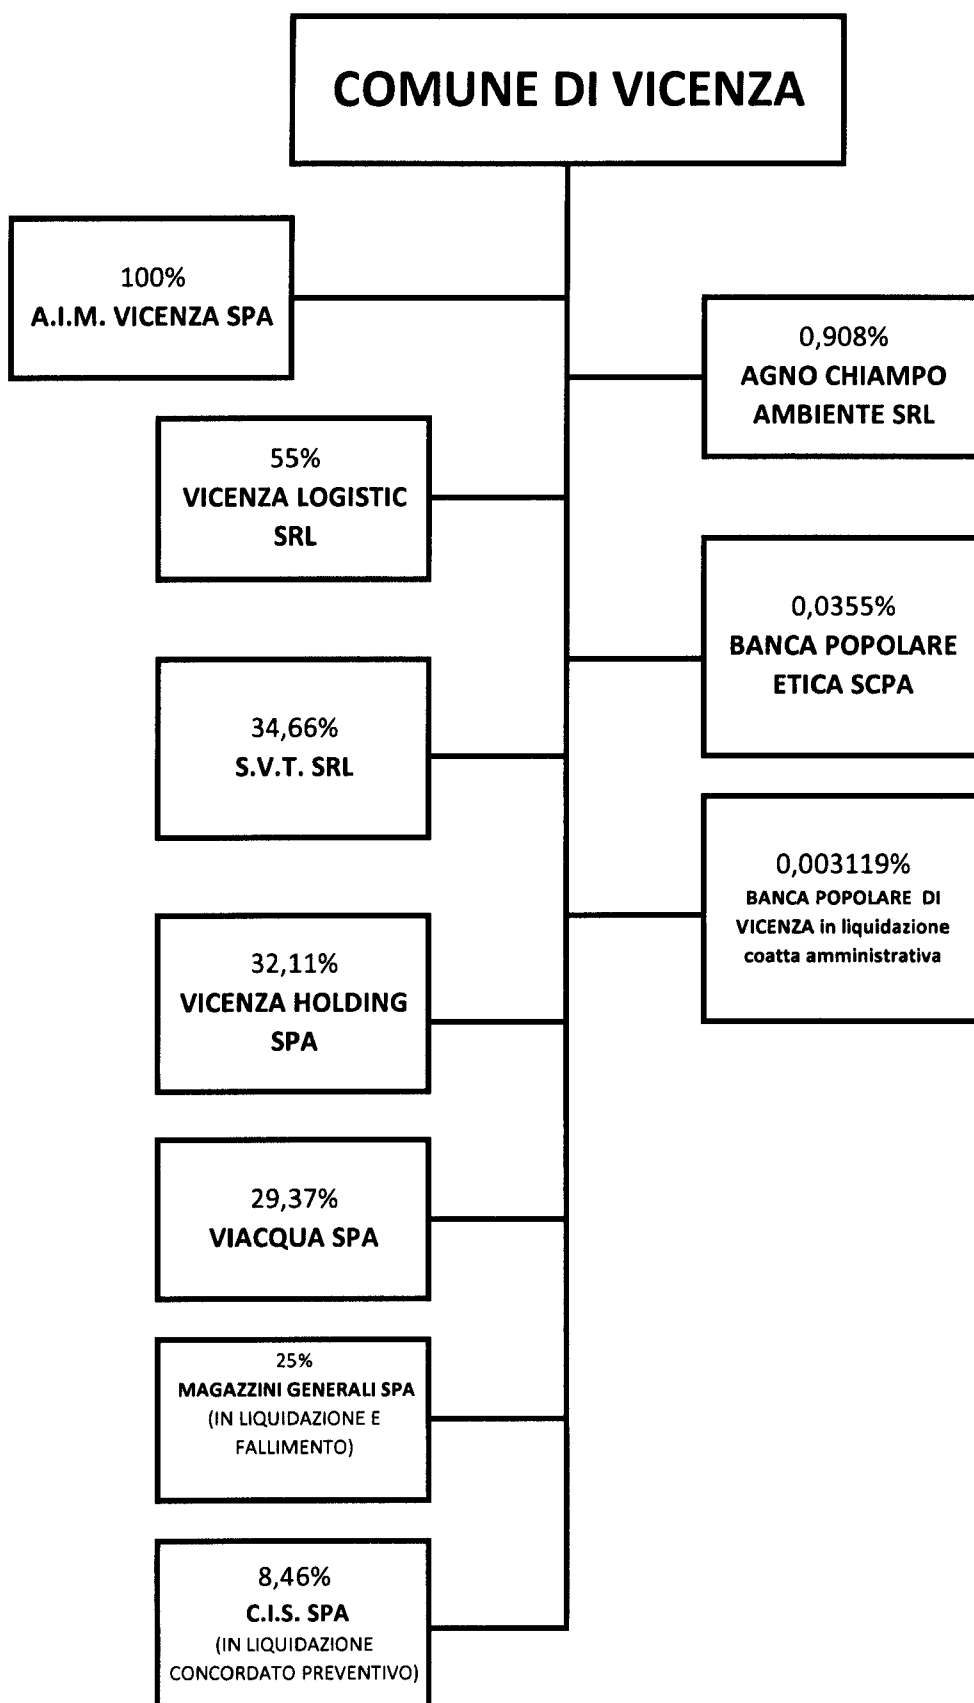 COMUNE DI VICENZA
100%
A.I.M. VICENZA SPA
0,908%
AGNO CHIAMPO
AMBIENTE SRL
55%
VICENZA LOGISTIC
SRL
0,0355%
BANCA POPOLARE
ETICA SCPA
34,66%
S.V.T. SRL
0,003119%
BANCA POPOLARE DI
VICENZA in liquidazione
coatta amministrativa
32,11%
VICENZA HOLDING
SPA
29,37%
VIACQUA SPA
25%
MAGAZZINI GENERALI SPA
(IN LIQUIDAZIONE E
FALLIMENTO)
8,46%
C.I.S. SPA
(IN LIQUIDAZIONE
CONCORDATO PREVENTIVO)